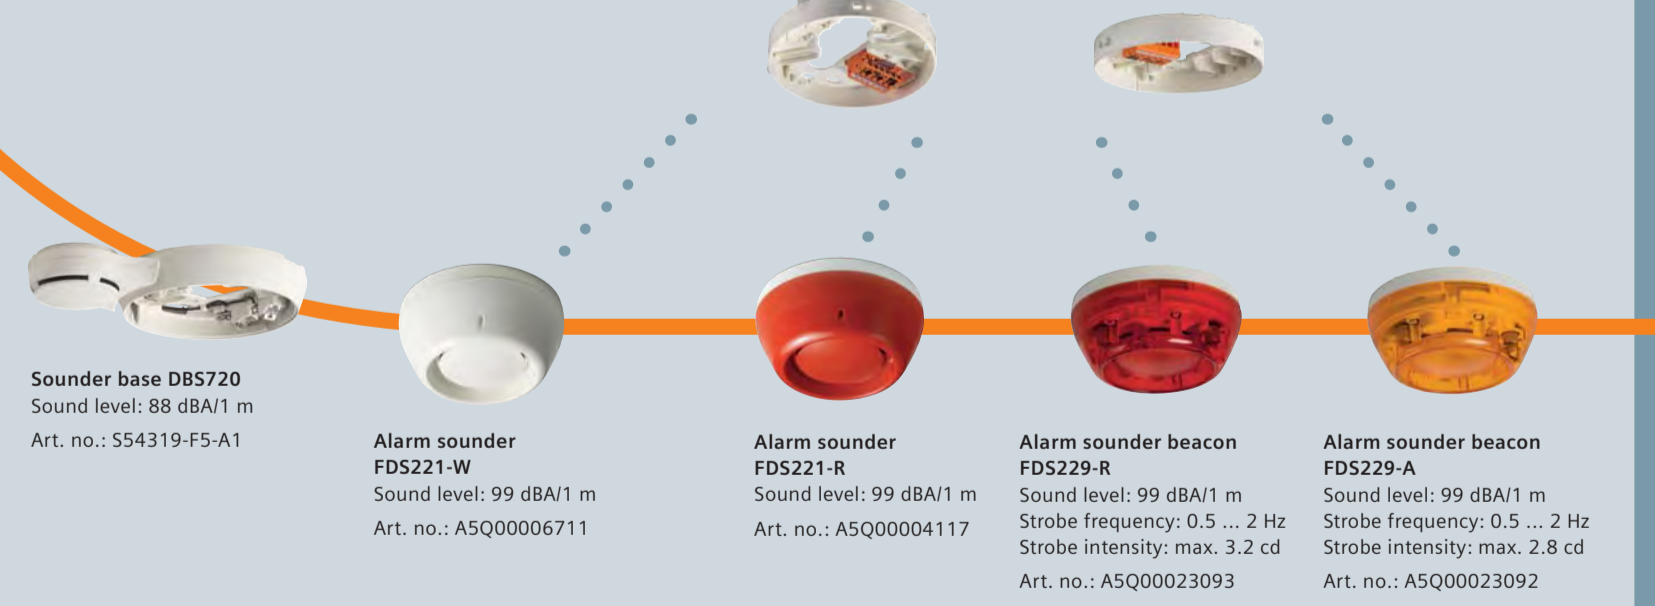 Sounder base DBS720
Sound level: 88 dBA/1 m
Art. no.: S54319-F5-A1
Alarm sounder
FDS221-W
Sound level: 99 dBA/1 m
Art. no.: A5Q00006711
Alarm sounder
FDS221-R
Sound level: 99 dBA/1 m
Art. no.: A5Q00004117
Alarm sounder beacon
FDS229-R
Sound level: 99 dBA/1 m
Strobe frequency: 0.5 ... 2 Hz
Strobe intensity: max. 3.2 cd
Art. no.: A5Q00023093
Alarm sounder beacon
FDS229-A
Sound level: 99 dBA/1 m
Strobe frequency: 0.5 ... 2 Hz
Strobe intensity: max. 2.8 cd
Art. no.: A5Q00023092